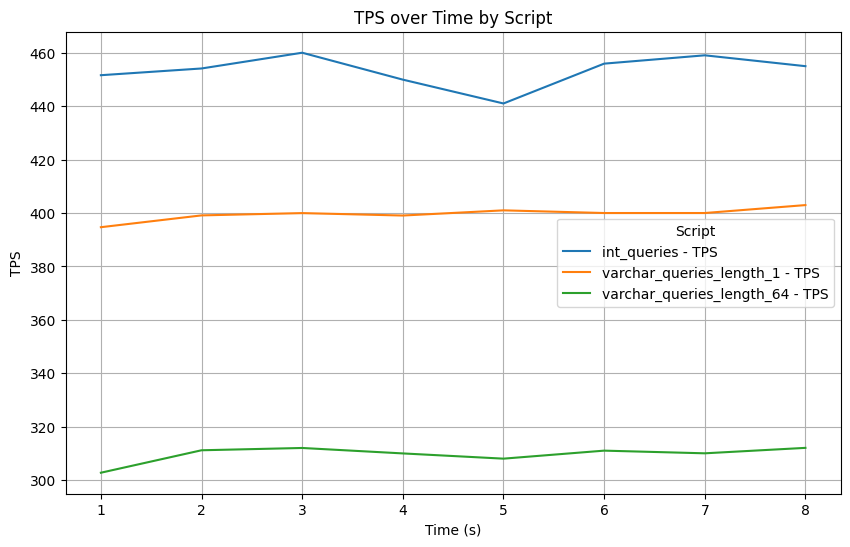 TPS over Time by Script
TPS
460
440
420
400
380
360
340
320
300
Script
int_queries - TPS
varchar_queries_length_1 - TPS
varchar_queries_length_64 - TPS
1 2 3 4 5 6 7 8
Time (s)